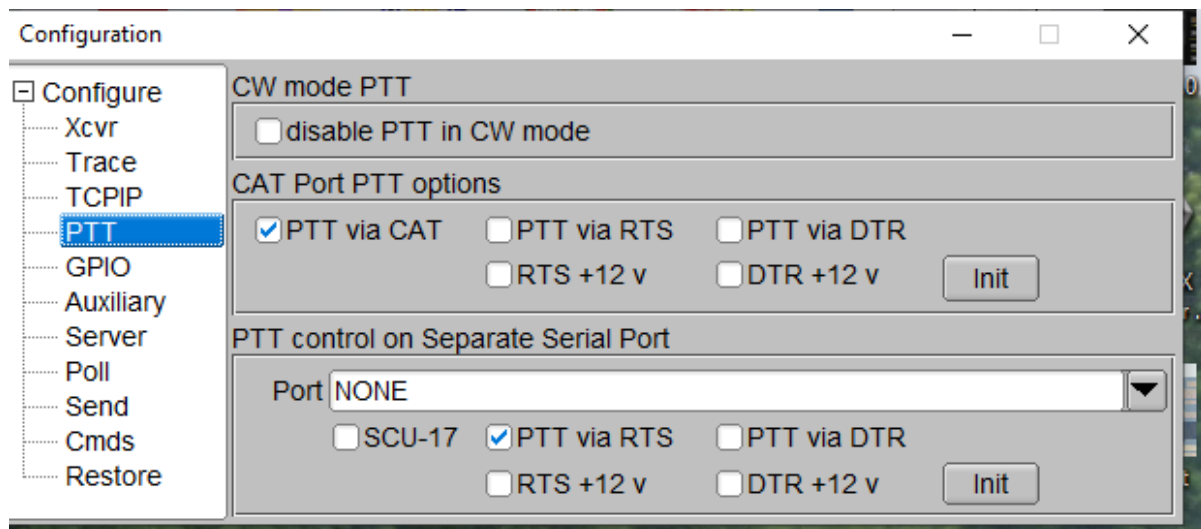 Configuration
Configure
Xcvr
Trace
TCPIP
PTT
GPIO
Auxiliary
Server
Poll
Send
Cmds
Restore
CW mode PTT
disable PTT in CW mode
CAT Port PTT options
PTT via CAT PTT via RTS PTT via DTR
RTS +12 v DTR +12 v Init
PTT control on Separate Serial Port
Port NONE
SCU-17 PTT via RTS PTT via DTR
RTS +12 v DTR +12 v Init